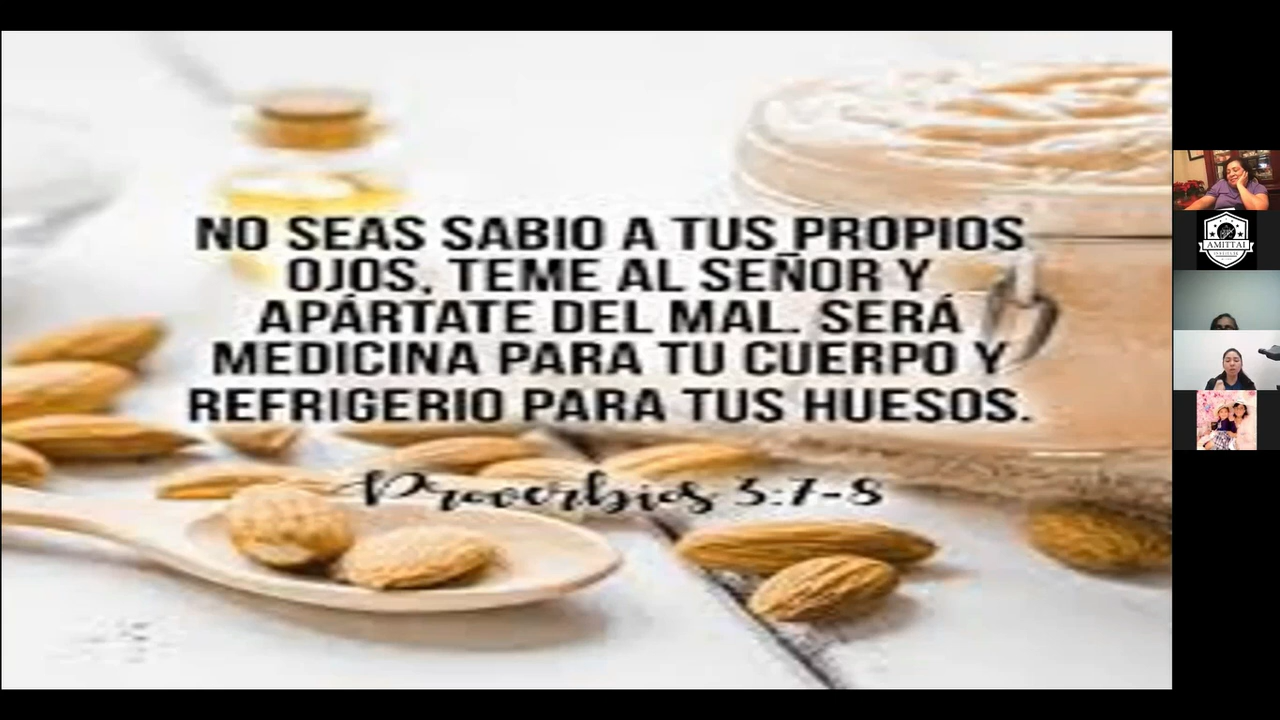 NO SEAS SABIO A TUS PROPIOS
OJOS, TEME AL SEÑOR Y
APÁRTATE DEL MAL. SERÁ
MEDICINA PARA TU CUERPO Y
REFRIGERIO PARA TUS HUESOS.
Proverbios 3:7-8
AMITTAI